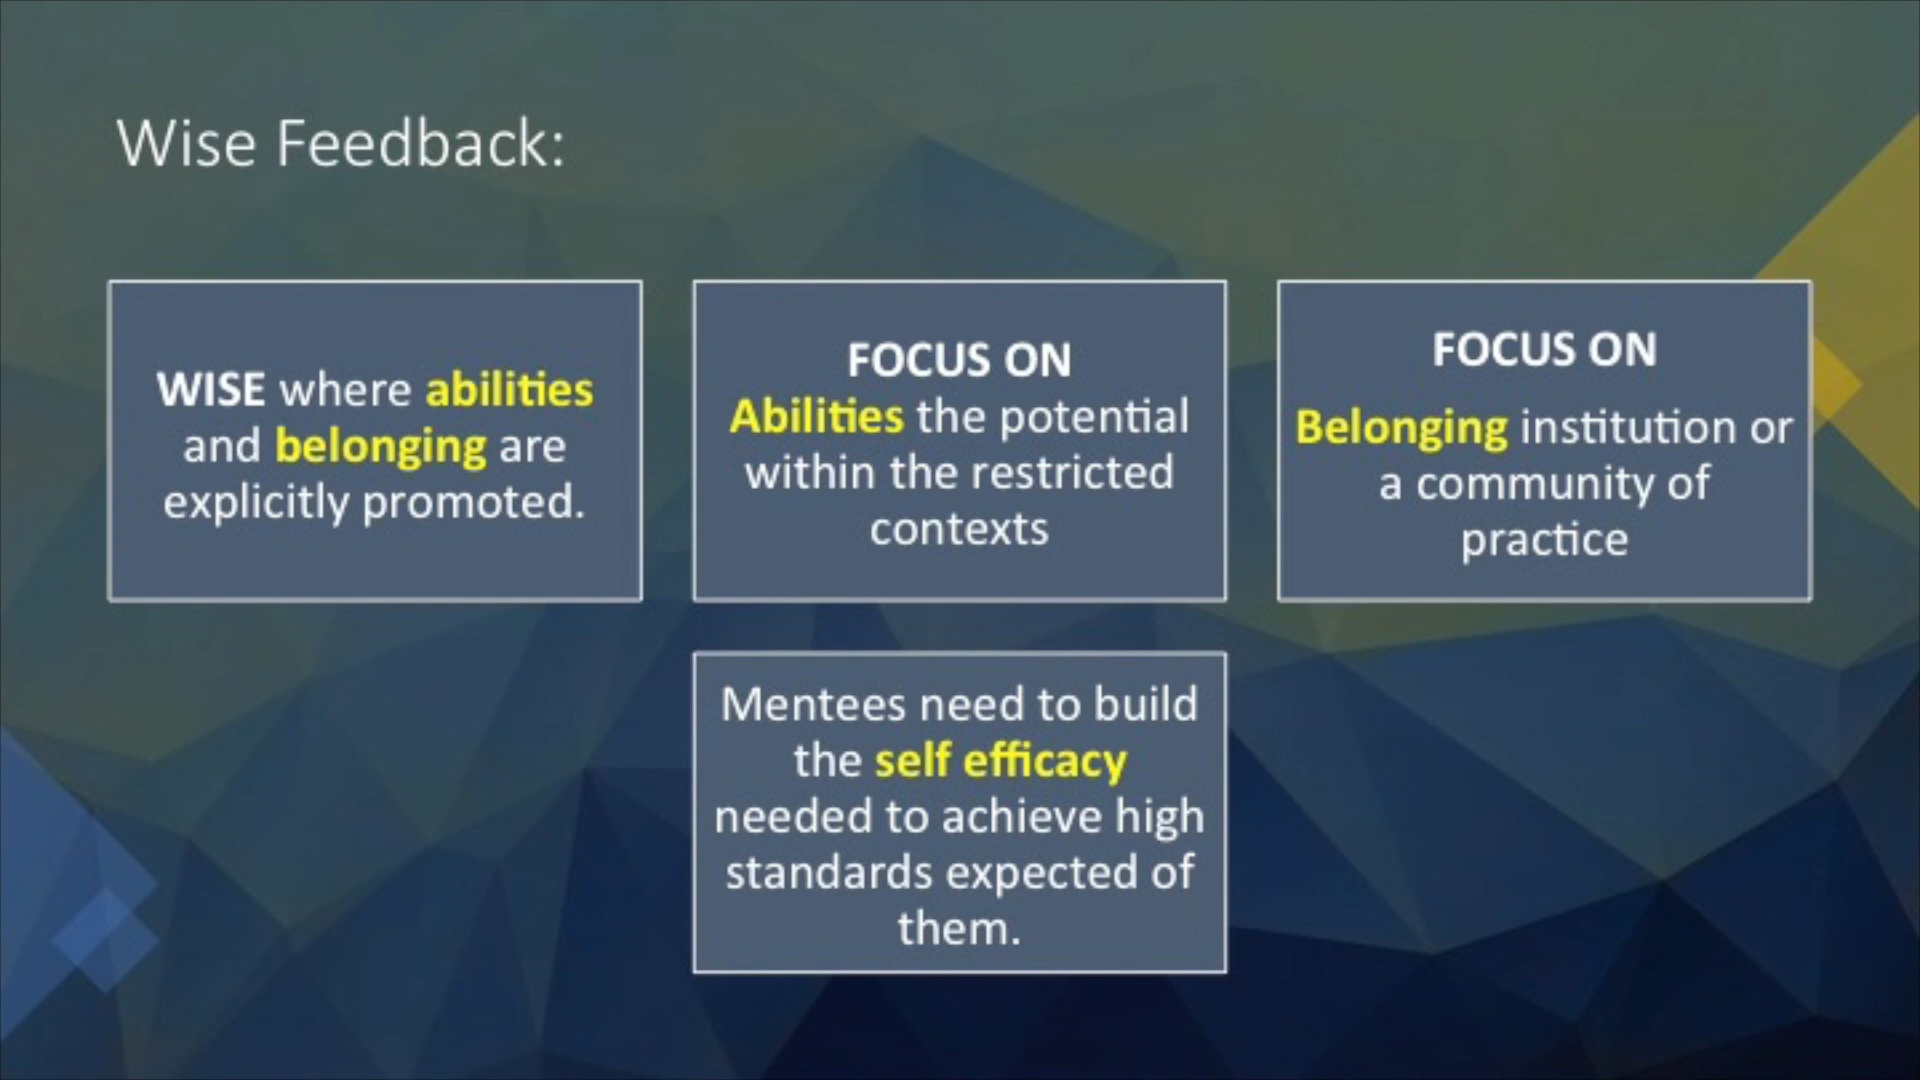 Wise Feedback:
WISE where abilities
and belonging are
explicitly promoted.
FOCUS ON
Abilities the potential
within the restricted
contexts
FOCUS ON
Belonging institution or
a community of
practice
Mentees need to build
the self efficacy
needed to achieve high
standards expected of
them.